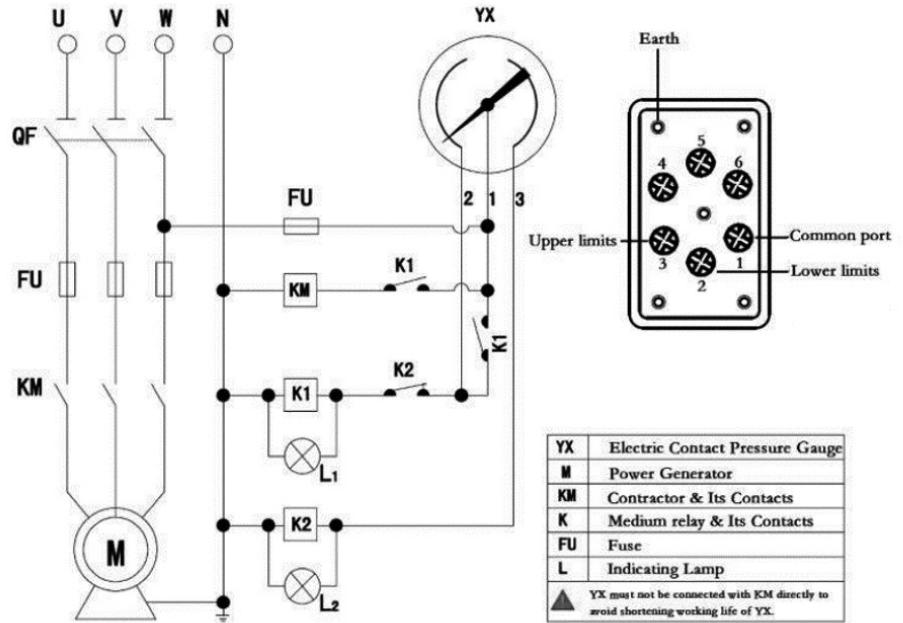 U V W N YX
Earth
QF
5
4 6
FU
2 1 3
Upper limits
Common port
3 1
2
Lower limits
FU
KM
K1
K1
KM
K1
K2
L1
K2
L2
M
YX Electric Contact Pressure Gauge
M Power Generator
KM Contractor & Its Contacts
K Medium relay & Its Contacts
FU Fuse
L Indicating Lamp
YX must not be connected with KM directly to
avoid shortening working life of YX.